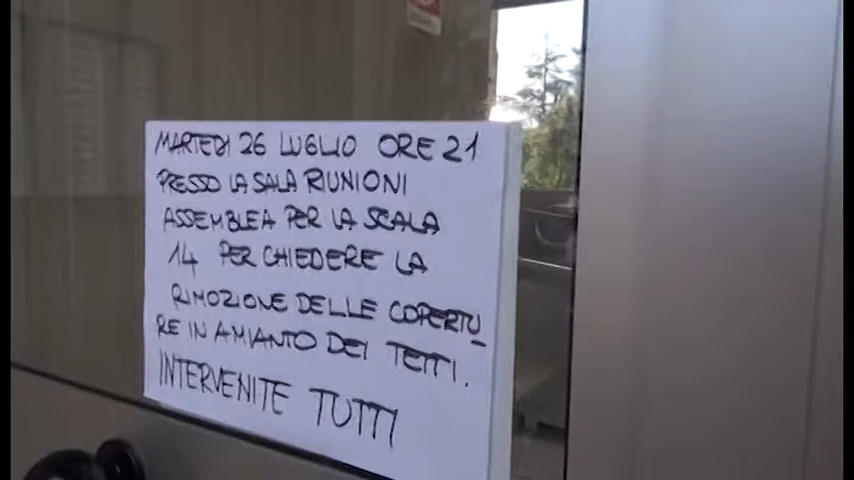 MARTEDÌ 26 LUGLIO ORE 21
PRESSO LA SALA RIUNIONI
ASSEMBLEA PER LA SCALA
14 PER CHIEDERE LA
RIMOZIONE DELLE COPERTU
RE IN AMIANTO DEI TETTI.
INTERVENITE TUTTI